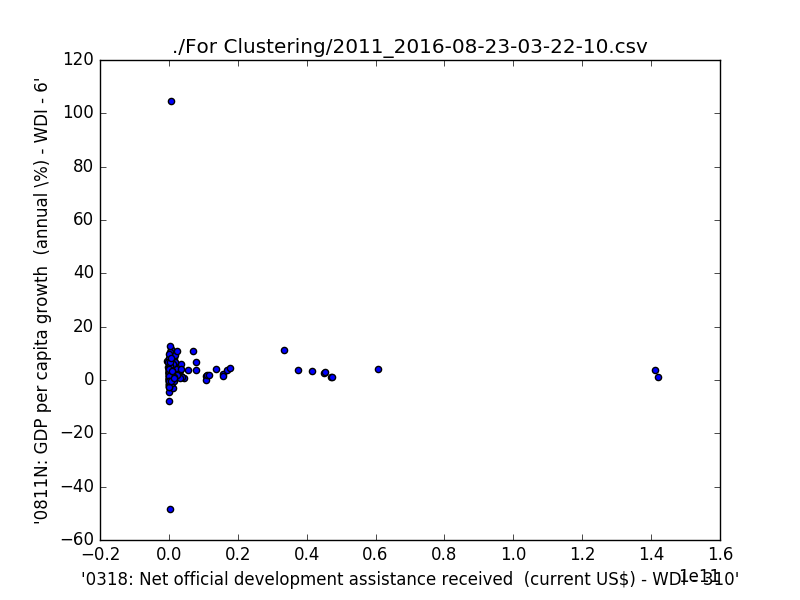 ./For Clustering/2011_2016-08-23-03-22-10.csv
120
100
80
60
40
20
0
−20
−40
−60
'0811N: GDP per capita growth  (annual \%) - WDI - 6'
−0.2 0.0 0.2 0.4 0.6 0.8 1.0 1.2 1.4 1.6
1e11
'0318: Net official development assistance received  (current US$) - WDI - 310'